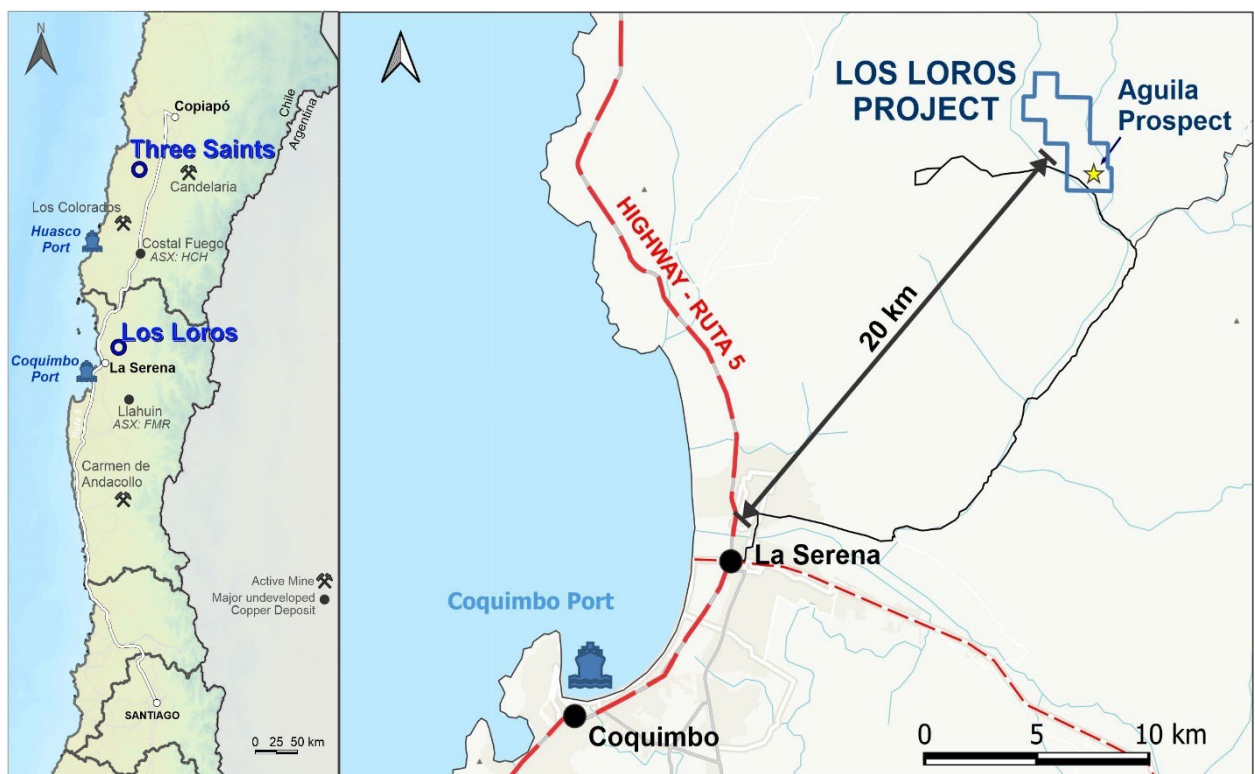 N
Copiapó
Chile
Argentina
Three Saints
Candelaria
Los Colorados
Huasco
Port
Costal Fuego
ASX: HCH
Los Loros
Coquimbo
Port
La Serena
Llahuin
ASX: FMR
Carmen de
Andacollo
Active Mine
Major undeveloped
Copper Deposit
SANTIAGO
0 25 50 km
LOS LOROS
PROJECT
Aguila
Prospect
HIGHWAY - RUTA 5
20 km
La Serena
Coquimbo Port
Coquimbo
0 5 10 km